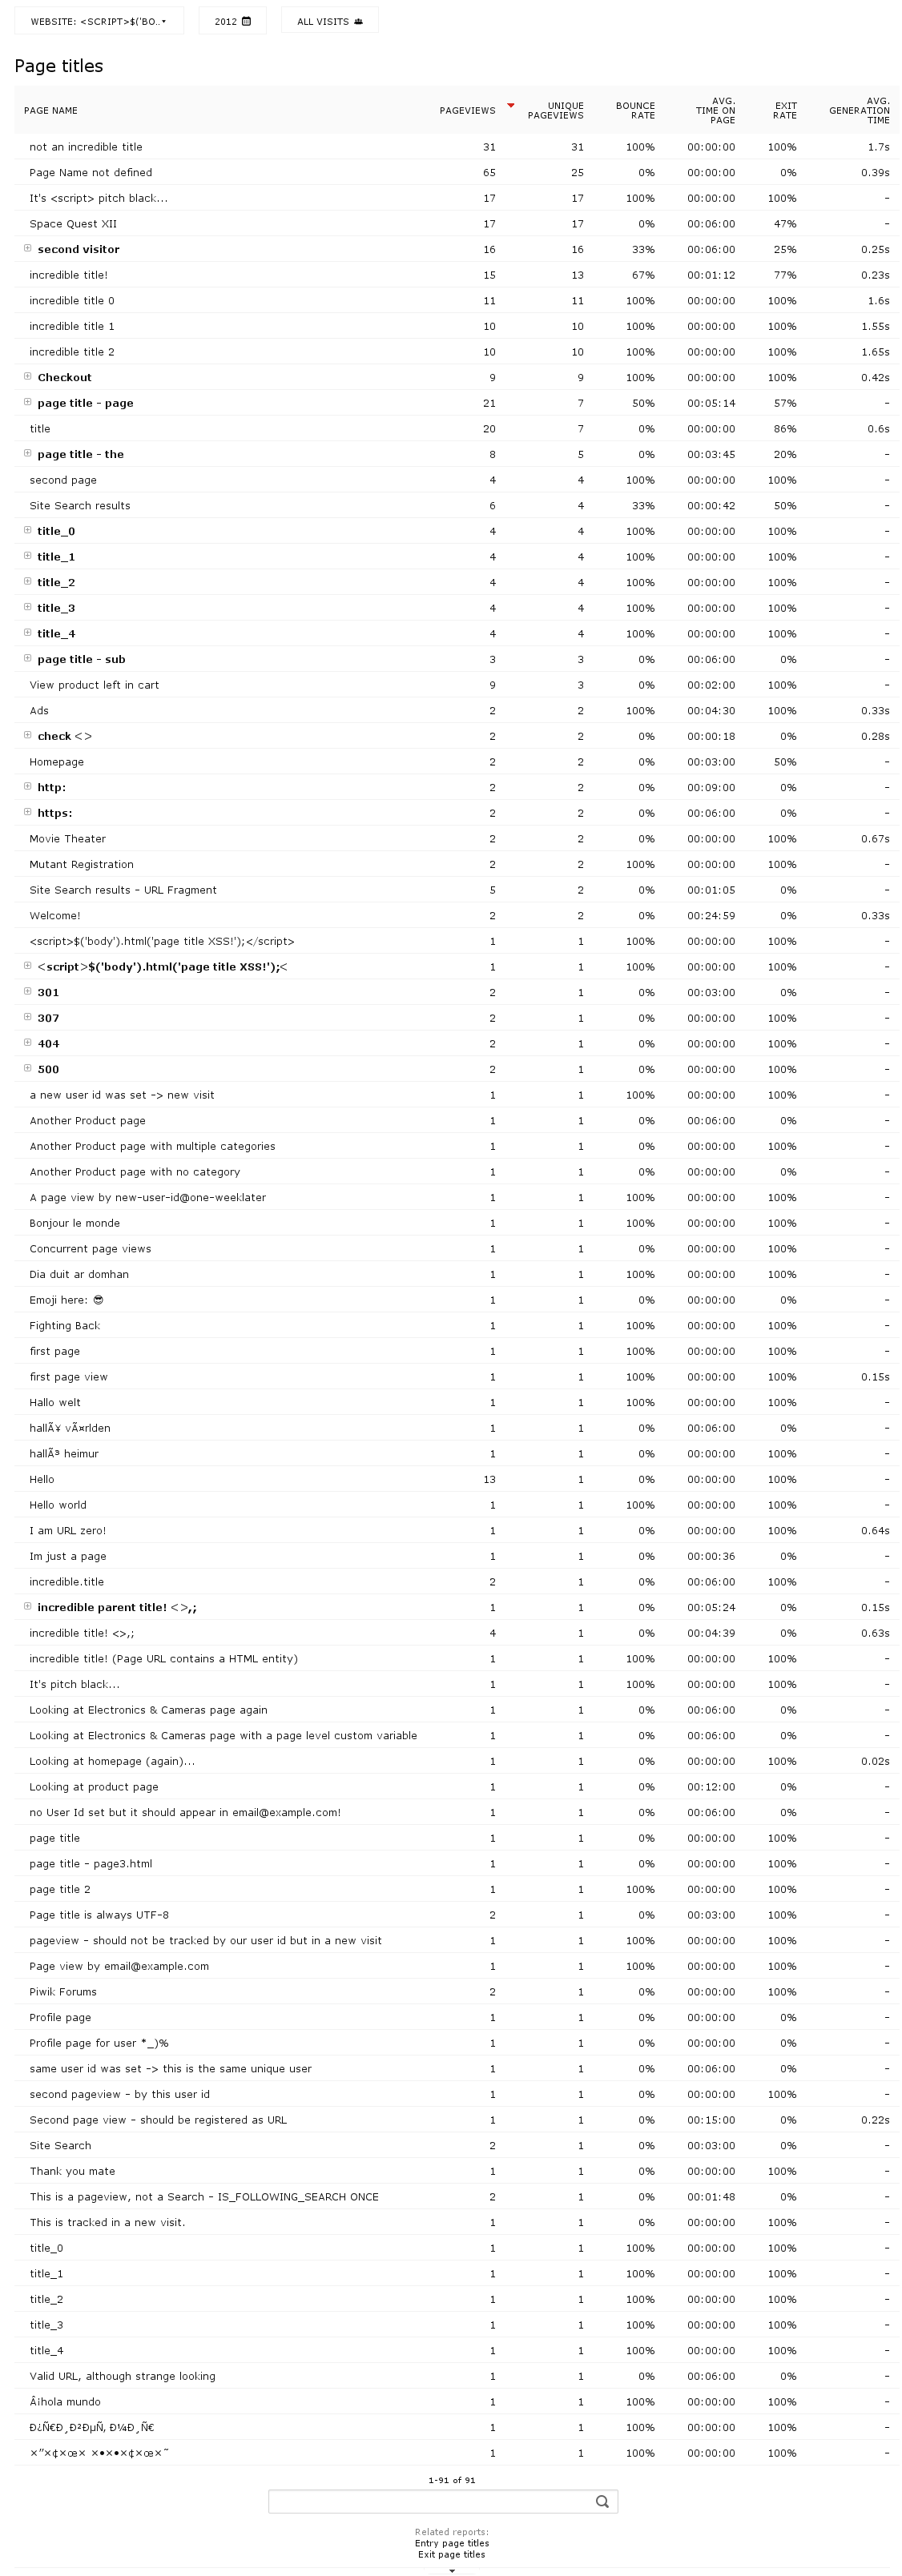 WEBSITE: <SCRIPT>$('BO.. 2012 ALL VISITS
Page titles
PAGE NAME PAGEVIEWS UNIQUE PAGEVIEWS BOUNCE RATE AVG. TIME ON PAGE EXIT RATE AVG. GENERATION TIME
not an incredible title 31 31 100% 00:00:00 100% 1.7s
Page Name not defined 65 25 0% 00:00:00 0% 0.39s
It's <script> pitch black... 17 17 100% 00:00:00 100% -
Space Quest XII 17 17 0% 00:06:00 47% -
second visitor 16 16 33% 00:06:00 25% 0.25s
incredible title! 15 13 67% 00:01:12 77% 0.23s
incredible title 0 11 11 100% 00:00:00 100% 1.6s
incredible title 1 10 10 100% 00:00:00 100% 1.55s
incredible title 2 10 10 100% 00:00:00 100% 1.65s
Checkout 9 9 100% 00:00:00 100% 0.42s
page title - page 21 7 50% 00:05:14 57% -
title 20 7 0% 00:00:00 86% 0.6s
page title - the 8 5 0% 00:03:45 20% -
second page 4 4 100% 00:00:00 100% -
Site Search results 6 4 33% 00:00:42 50% -
title_0 4 4 100% 00:00:00 100% -
title_1 4 4 100% 00:00:00 100% -
title_2 4 4 100% 00:00:00 100% -
title_3 4 4 100% 00:00:00 100% -
title_4 4 4 100% 00:00:00 100% -
page title - sub 3 3 0% 00:06:00 0% -
View product left in cart 9 3 0% 00:02:00 100% -
Ads 2 2 100% 00:04:30 100% 0.33s
check <> 2 2 0% 00:00:18 0% 0.28s
Homepage 2 2 0% 00:03:00 50% -
http: 2 2 0% 00:09:00 0% -
https: 2 2 0% 00:06:00 0% -
Movie Theater 2 2 0% 00:00:00 100% 0.67s
Mutant Registration 2 2 100% 00:00:00 100% -
Site Search results - URL Fragment 5 2 0% 00:01:05 0% -
Welcome! 2 2 0% 00:24:59 0% 0.33s
<script>$('body').html('page title XSS!');</script> 1 1 100% 00:00:00 100% -
<script>$('body').html('page title XSS!');< 1 1 100% 00:00:00 100% -
301 2 1 0% 00:03:00 0% -
307 2 1 0% 00:00:00 100% -
404 2 1 0% 00:00:00 100% -
500 2 1 0% 00:00:00 100% -
a new user id was set -> new visit 1 1 100% 00:00:00 100% -
Another Product page 1 1 0% 00:06:00 0% -
Another Product page with multiple categories 1 1 0% 00:00:00 100% -
Another Product page with no category 1 1 0% 00:00:00 0% -
A page view by new-user-id@one-weeklater 1 1 100% 00:00:00 100% -
Bonjour le monde 1 1 100% 00:00:00 100% -
Concurrent page views 1 1 0% 00:00:00 100% -
Dia duit ar domhan 1 1 100% 00:00:00 100% -
Emoji here: 😎 1 1 0% 00:00:00 0% -
Fighting Back 1 1 100% 00:00:00 100% -
first page 1 1 100% 00:00:00 100% -
first page view 1 1 100% 00:00:00 100% 0.15s
Hallo welt 1 1 100% 00:00:00 100% -
hallÃ¥ vÃ¤rlden 1 1 0% 00:06:00 0% -
hallÃ³ heimur 1 1 0% 00:00:00 100% -
Hello 13 1 0% 00:00:00 100% -
Hello world 1 1 100% 00:00:00 100% -
I am URL zero! 1 1 0% 00:00:00 100% 0.64s
Im just a page 1 1 0% 00:00:36 0% -
incredible.title 2 1 0% 00:06:00 100% -
incredible parent title! <>,; 1 1 0% 00:05:24 0% 0.15s
incredible title! <>,; 4 1 0% 00:04:39 0% 0.63s
incredible title! (Page URL contains a HTML entity) 1 1 100% 00:00:00 100% -
It's pitch black... 1 1 100% 00:00:00 100% -
Looking at Electronics & Cameras page again 1 1 0% 00:06:00 0% -
Looking at Electronics & Cameras page with a page level custom variable 1 1 0% 00:06:00 0% -
Looking at homepage (again)... 1 1 0% 00:00:00 100% 0.02s
Looking at product page 1 1 0% 00:12:00 0% -
no User Id set but it should appear in email@example.com! 1 1 0% 00:06:00 0% -
page title 1 1 0% 00:00:00 100% -
page title - page3.html 1 1 0% 00:00:00 100% -
page title 2 1 1 100% 00:00:00 100% -
Page title is always UTF-8 2 1 0% 00:03:00 100% -
pageview - should not be tracked by our user id but in a new visit 1 1 100% 00:00:00 100% -
Page view by email@example.com 1 1 100% 00:00:00 100% -
Piwik Forums 2 1 0% 00:00:00 100% -
Profile page 1 1 0% 00:00:00 0% -
Profile page for user *_)% 1 1 0% 00:00:00 0% -
same user id was set -> this is the same unique user 1 1 0% 00:06:00 0% -
second pageview - by this user id 1 1 0% 00:00:00 100% -
Second page view - should be registered as URL 1 1 0% 00:15:00 0% 0.22s
Site Search 2 1 0% 00:03:00 0% -
Thank you mate 1 1 0% 00:00:00 100% -
This is a pageview, not a Search - IS_FOLLOWING_SEARCH ONCE 2 1 0% 00:01:48 0% -
This is tracked in a new visit. 1 1 0% 00:00:00 100% -
title_0 1 1 100% 00:00:00 100% -
title_1 1 1 100% 00:00:00 100% -
title_2 1 1 100% 00:00:00 100% -
title_3 1 1 100% 00:00:00 100% -
title_4 1 1 100% 00:00:00 100% -
Valid URL, although strange looking 1 1 0% 00:06:00 0% -
Â¡hola mundo 1 1 100% 00:00:00 100% -
Ð¿Ñ€Ð¸Ð²ÐµÑ‚ Ð¼Ð¸Ñ€ 1 1 100% 00:00:00 100% -
×"×¢×œ× ×•×•×¢×œ×˜ 1 1 100% 00:00:00 100% -
1-91 of 91
Related reports:
Entry page titles
Exit page titles